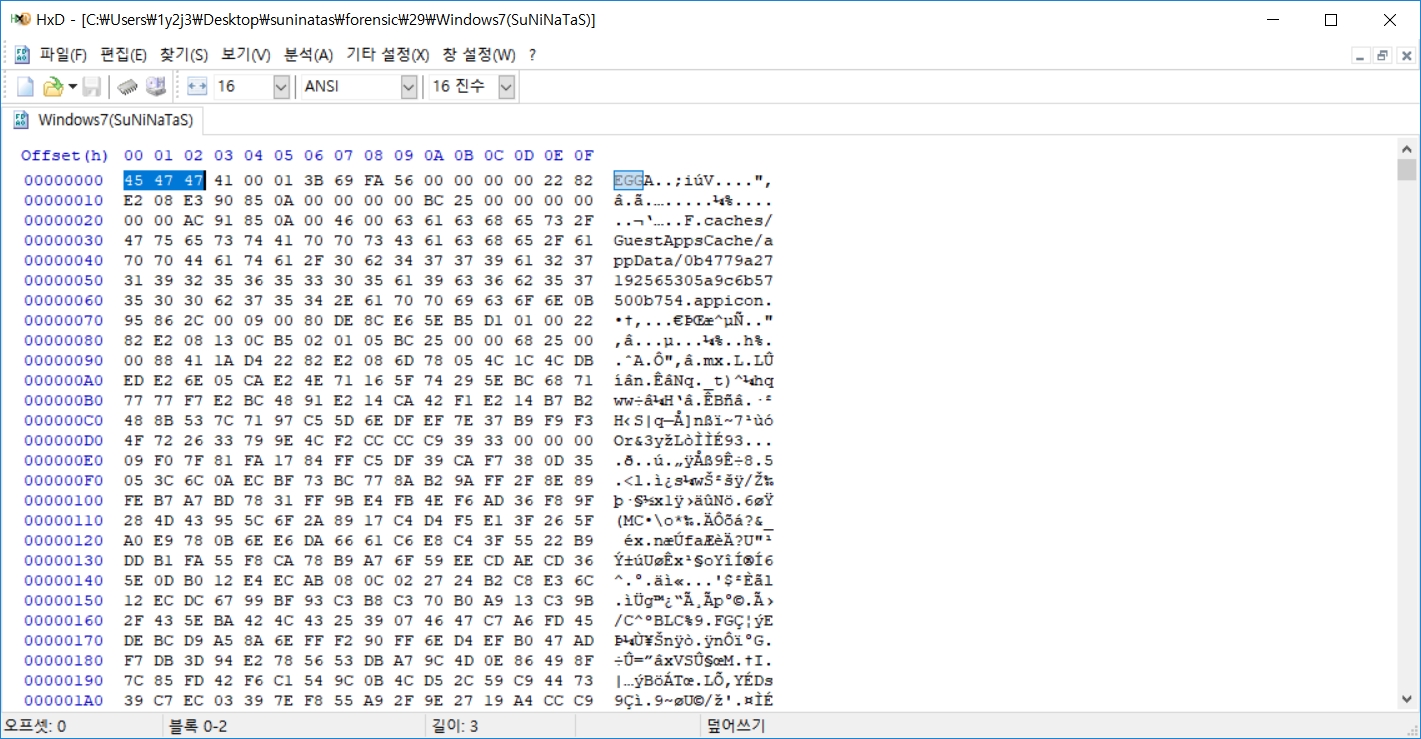 HxD - [C:₩Users₩1y2j3₩Desktop₩suninatas₩forensic₩29₩Windows7(SuNiNaTaS)]
파일(F) 편집(E) 찾기(S) 보기(V) 분석(A) 기타 설정(X) 창 설정(W) ?
16 ANSI 16 진수
Windows7(SuNiNaTaS)
Offset(h) 00 01 02 03 04 05 06 07 08 09 0A 0B 0C 0D 0E 0F
00000000 45 47 47 41 00 01 3B 69 FA 56 00 00 00 00 22 82 EGGA..;iúV....",
00000010 E2 08 E3 90 85 0A 00 00 00 00 BC 25 00 00 00 00 â.ã.….....¼%....
00000020 00 00 AC 91 85 0A 00 46 00 63 61 63 68 65 73 2F ..¬‘…..F.caches/
00000030 47 75 65 73 74 41 70 70 73 43 61 63 68 65 2F 61 GuestAppsCache/a
00000040 70 70 44 61 74 61 2F 30 62 34 37 37 39 61 32 37 ppData/0b4779a27
00000050 31 39 32 35 36 35 33 30 35 61 39 63 36 62 35 37 192565305a9c6b57
00000060 35 30 30 62 37 35 34 2E 61 70 70 69 63 6F 6E 0B 500b754.appicon.
00000070 95 86 2C 00 09 00 80 DE 8C E6 5E B5 D1 01 00 22 •†,...€ÞŒæ^µÑ.."
00000080 82 E2 08 13 0C B5 02 01 05 BC 25 00 00 68 25 00 ‚â...µ...¼%..h%.
00000090 00 88 41 1A D4 22 82 E2 08 6D 78 05 4C 1C 4C DB .ˆA.Ô"‚â.mx.L.LÛ
000000A0 ED E2 6E 05 CA E2 4E 71 16 5F 74 29 5E BC 68 71 íân.ÊâNq._t)^¼hq
000000B0 77 77 F7 E2 BC 48 91 E2 14 CA 42 F1 E2 14 B7 B2 ww÷â¼H‘â.ÊBñâ.·²
000000C0 48 8B 53 7C 71 97 C5 5D 6E DF EF 7E 37 B9 F9 F3 H‹S|q—Å]nßï~7¹ùó
000000D0 4F 72 26 33 79 9E 4C F2 CC CC C9 39 33 00 00 00 Or&3yžLòÌÌÉ93...
000000E0 09 F0 7F 81 FA 17 84 FF C5 DF 39 CA F7 38 0D 35 .ð..ú.„ÿÅß9Ê÷8.5
000000F0 05 3C 6C 0A EC BF 73 BC 77 8A B2 9A FF 2F 8E 89 .<l.ì¿s¼wŠ²šÿ/Ž‰
00000100 FE B7 A7 BD 78 31 FF 9B E4 FB 4E F6 AD 36 F8 9F þ·§½x1ÿ›äûNö.6øŸ
00000110 28 4D 43 95 5C 6F 2A 89 17 C4 D4 F5 E1 3F 26 5F (MC•\o*‰.ÄÔõá?&_
00000120 A0 E9 78 0B 6E E6 DA 66 61 C6 E8 C4 3F 55 22 B9 éx.næÚfaÆèÄ?U"¹
00000130 DD B1 FA 55 F8 CA 78 B9 A7 6F 59 EE CD AE CD 36 Ý±úUøÊx¹§oYîÍ®Í6
00000140 5E 0D B0 12 E4 EC AB 08 0C 02 27 24 B2 C8 E3 6C ^.°.äì«...'$²Èãl
00000150 12 EC DC 67 99 BF 93 C3 B8 C3 70 B0 A9 13 C3 9B .ìÜg™¿“Ã¸Ãp°©.Ã›
00000160 2F 43 5E BA 42 4C 43 25 39 07 46 47 C7 A6 FD 45 /C^ºBLC%9.FGÇ¦ýE
00000170 DE BC D9 A5 8A 6E FF F2 90 FF 6E D4 EF B0 47 AD Þ¼Ù¥Šnÿò.ÿnÔï°G.
00000180 F7 DB 3D 94 E2 78 56 53 DB A7 9C 4D 0E 86 49 8F ÷Û=”âxVSÛ§œM.†I.
00000190 7C 85 FD 42 F6 C1 54 9C 0B 4C D5 2C 59 C9 44 73 |…ýBöÁTœ.LÕ,YÉDs
000001A0 39 C7 EC 03 39 7E F8 55 A9 2F 9E 27 19 A4 CC C9 9Çì.9~øU©/ž'.¤ÌÉ
오프셋: 0 블록 0-2 길이: 3 덮어쓰기